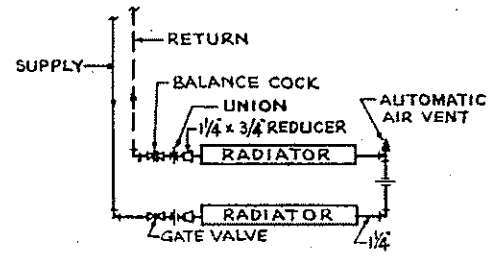 RETURN
SUPPLY
BALANCE COCK
UNION
AUTOMATIC
AIR VENT
1¼" x 3/4" REDUCER
RADIATOR
RADIATOR
GATE VALVE
1¼"